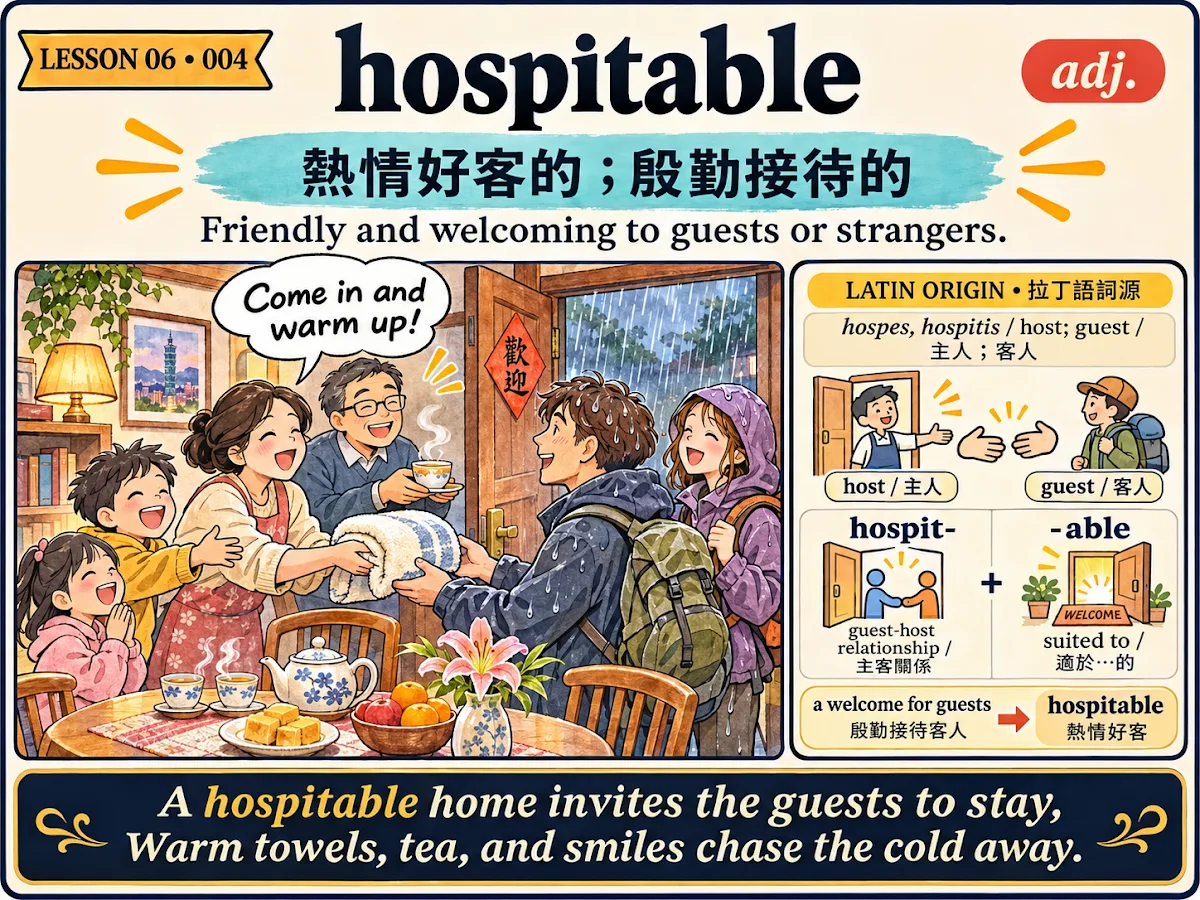 LESSON 06 • 004
hospitable
adj.
熱情好客的；殷勤接待的
Friendly and welcoming to guests or strangers.
Come in and
warm up!
歡迎
LATIN ORIGIN • 拉丁語詞源
hospes, hospitis / host; guest /
主人；客人
host / 主人
guest / 客人
hospit-
guest-host
relationship /
主客關係
+
-able
WELCOME
suited to /
適於⋯的
a welcome for guests
殷勤接待客人
hospitable
熱情好客
A hospitable home invites the guests to stay,
Warm towels, tea, and smiles chase the cold away.